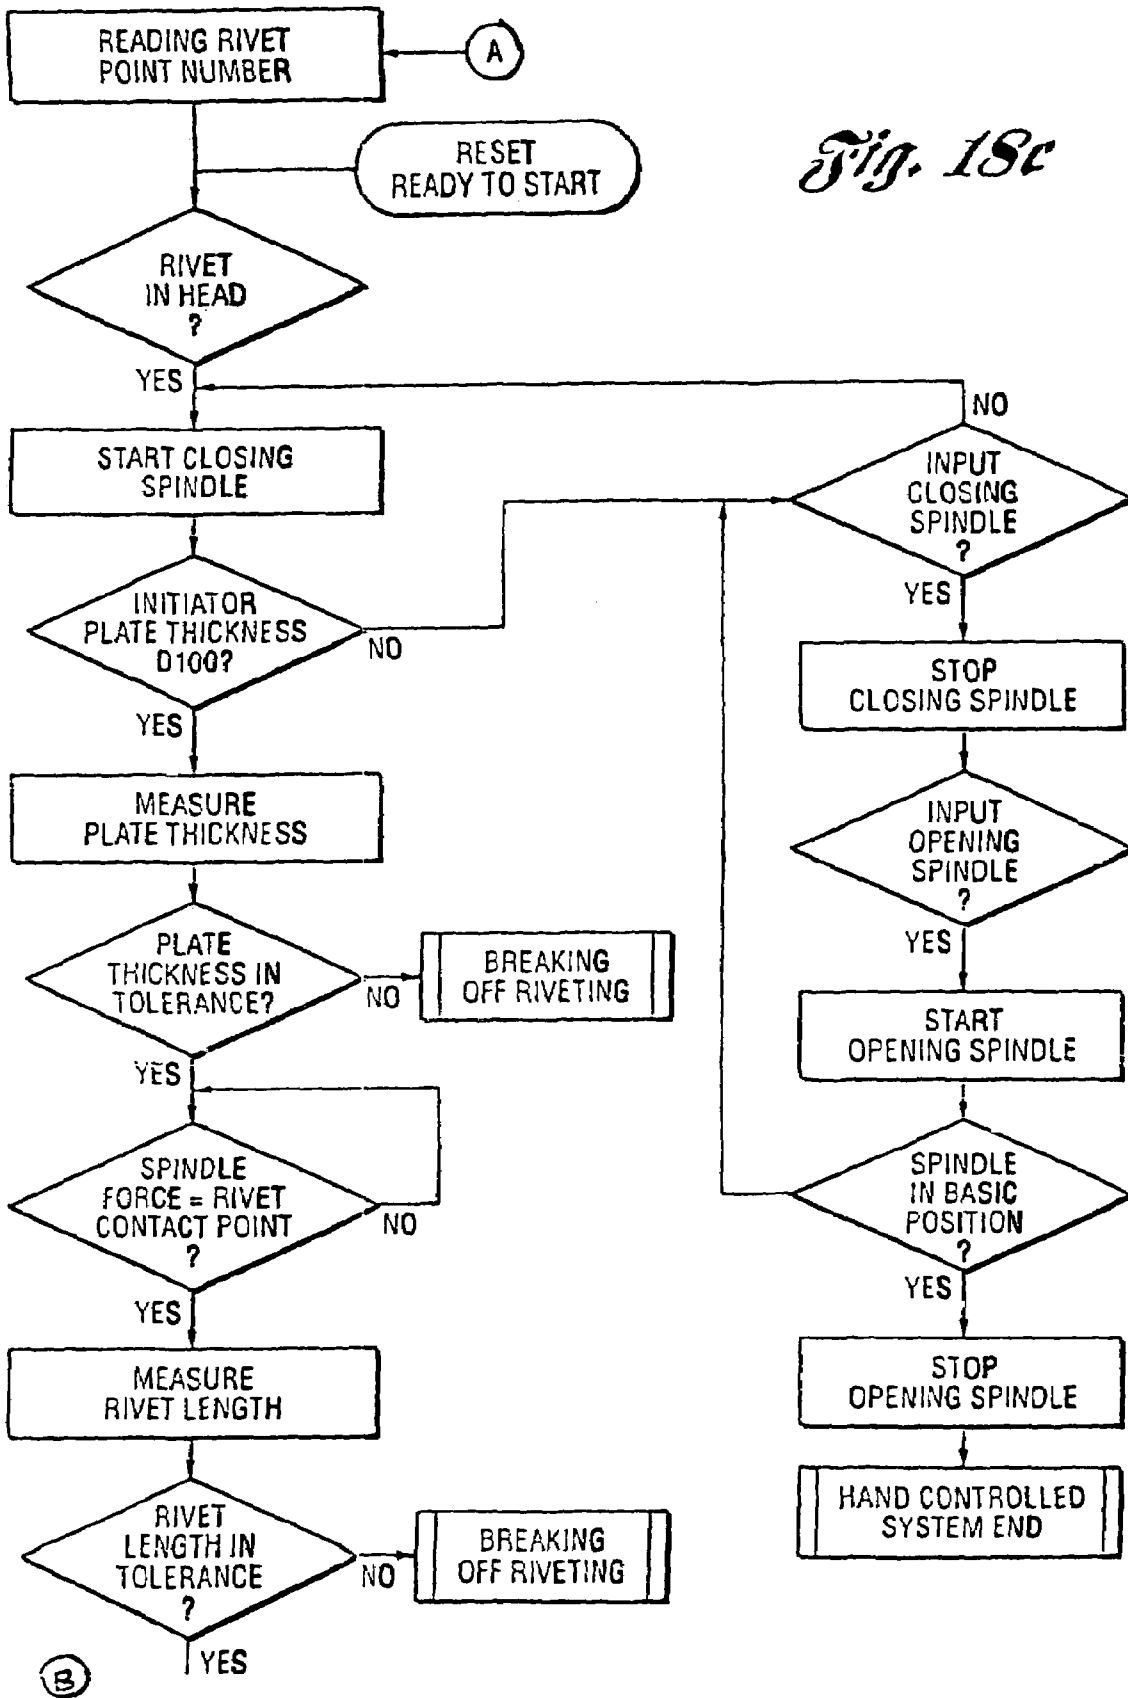 READING RIVET
POINT NUMBER
A
RESET
READY TO START
Fig. 18c
RIVET
IN HEAD
?
YES
START CLOSING
SPINDLE
INITIATOR
PLATE THICKNESS
D100?
NO
YES
MEASURE
PLATE THICKNESS
PLATE
THICKNESS IN
TOLERANCE?
NO
BREAKING
OFF RIVETING
YES
SPINDLE
FORCE = RIVET
CONTACT POINT
?
NO
YES
MEASURE
RIVET LENGTH
RIVET
LENGTH IN
TOLERANCE
?
NO
BREAKING
OFF RIVETING
YES
B
NO
INPUT
CLOSING
SPINDLE
?
YES
STOP
CLOSING SPINDLE
INPUT
OPENING
SPINDLE
?
YES
START
OPENING SPINDLE
SPINDLE
IN BASIC
POSITION
?
YES
STOP
OPENING SPINDLE
HAND CONTROLLED
SYSTEM END